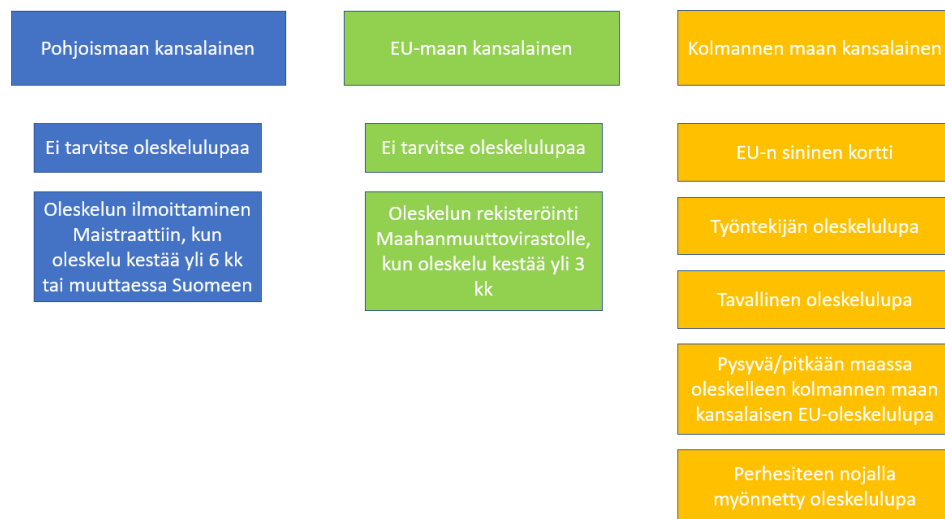 Pohjoismaan kansalainen
Ei tarvitse oleskelulupaa
Oleskelun ilmoittaminen
Maistraattiin, kun
oleskelu kestää yli 6 kk
tai muuttaessa Suomeen
EU-maan kansalainen
Ei tarvitse oleskelulupaa
Oleskelun rekisteröinti
Maahanmuuttovirastolle,
kun oleskelu kestää yli 3
kk
Kolmannen maan kansalainen
EU-n sininen kortti
Työntekijän oleskelulupa
Tavallinen oleskelulupa
Pysyvä/pitkään maassa
oleskelleen kolmannen maan
kansalaisen EU-oleskelulupa
Perhesiteen nojalla
myönnetty oleskelulupa